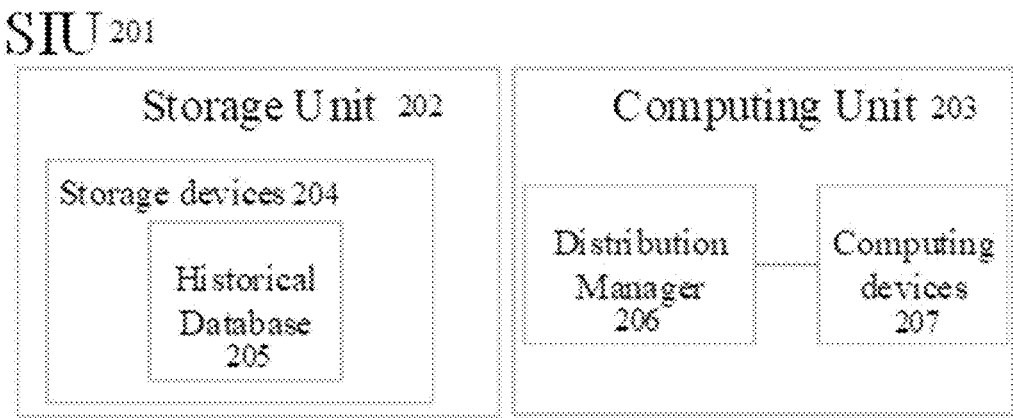 SIU 201
Storage Unit 202
Computing Unit 203
Storage devices 204
Historical
Database
205
Distribution
Manager
206
Computing
devices
207